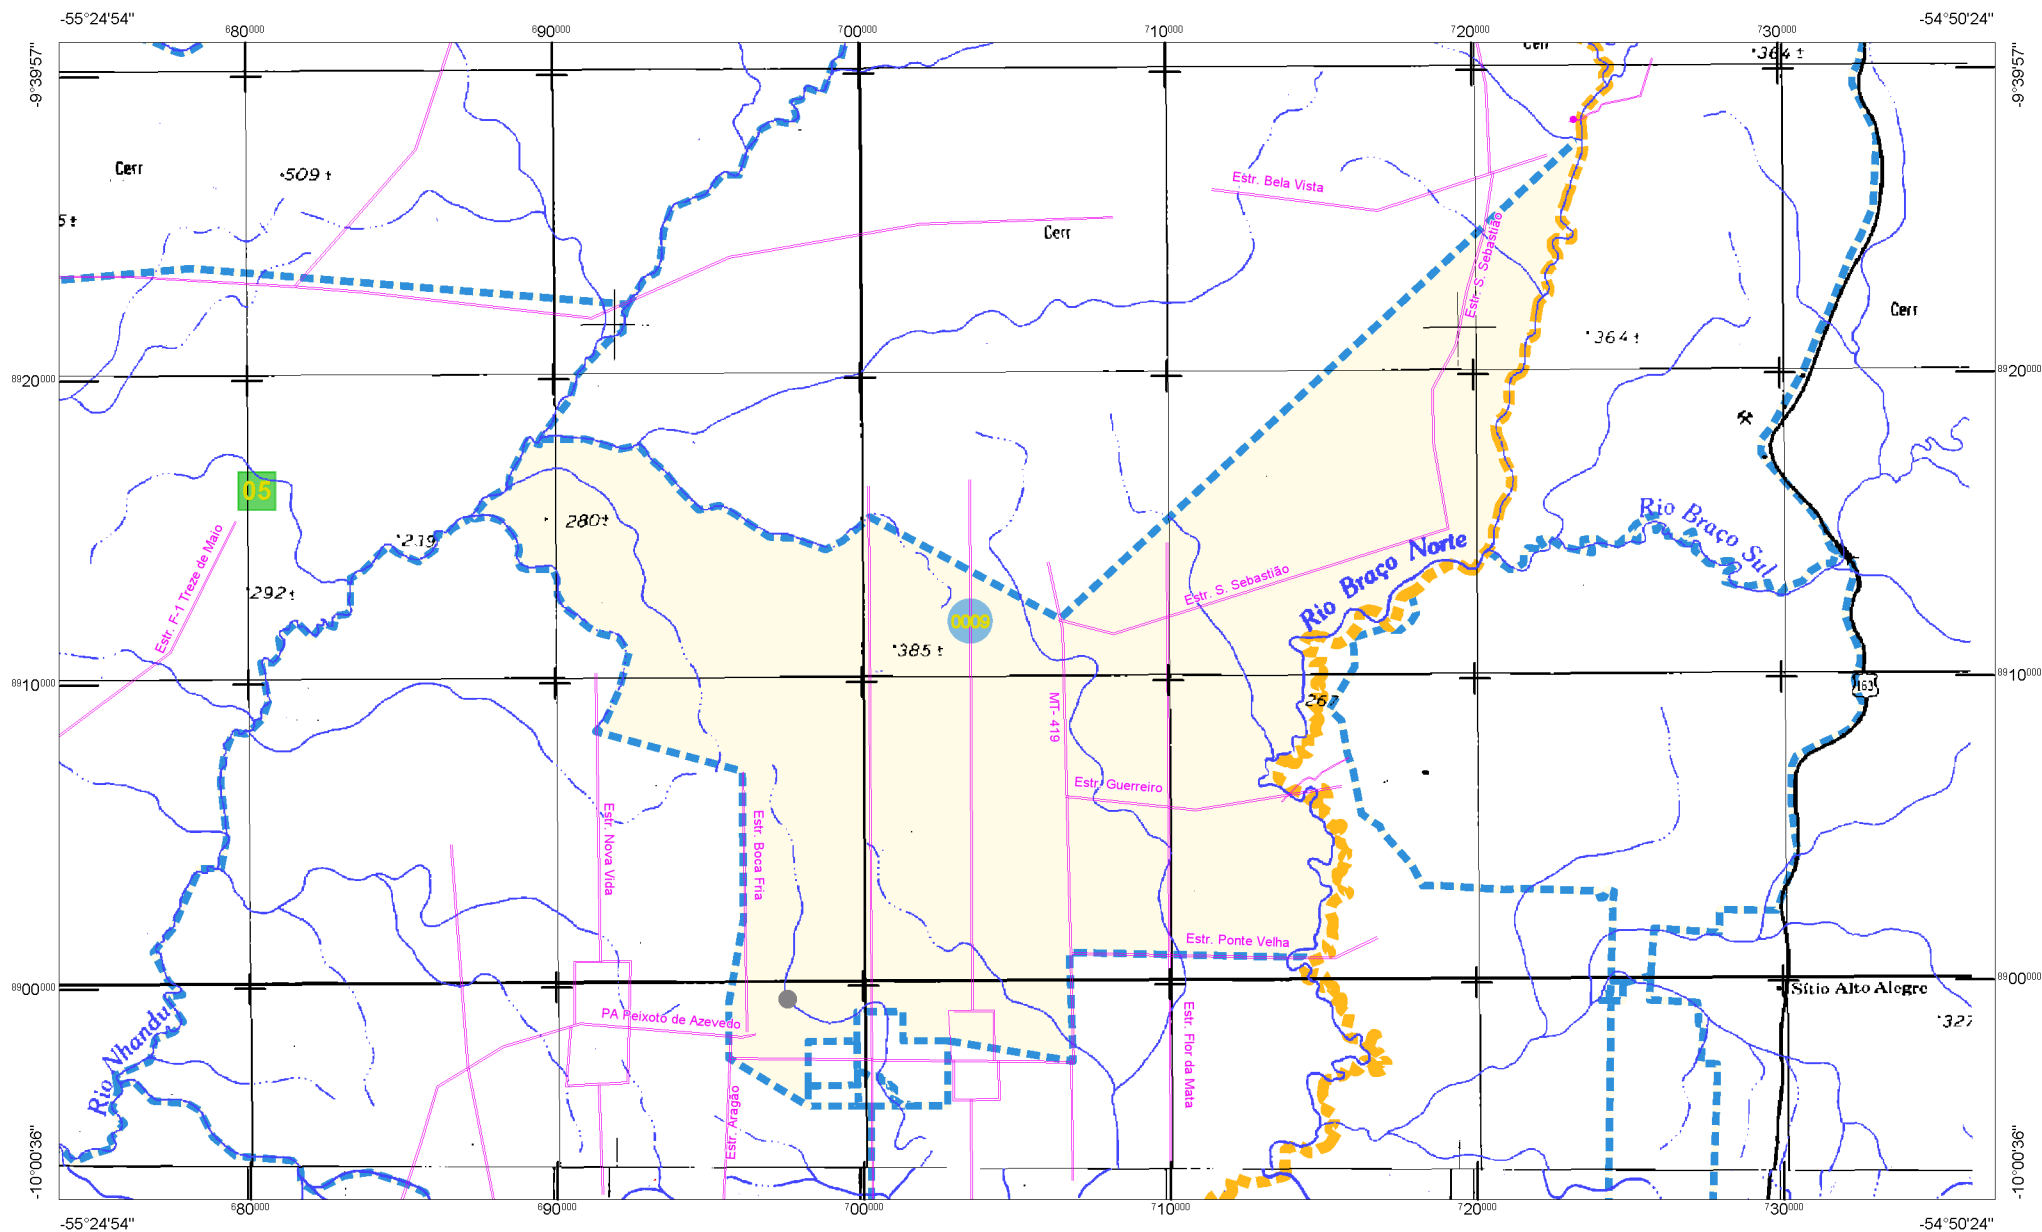 -55°24'54"
-54°50'24"
680000
690000
700000
710000
720000
730000
-9°39'57"
-9°39'57"
Cerr
364
Cerr
509
5
Estr. Bela Vista
Estr. S. Sebastião
Cerr
Cerr
364
8920000
8920000
05
280
239
292
Estr. F-1 Treze de Maio
Rio Braço Norte
Rio Braço Sul
Estr. S. Sebastião
0009
385
8910000
8910000
163
267
MT- 419
Estr. Guerreiro
Estr. Nova Vida
Estr. Boca Fria
Estr. Ponte Velha
8900000
8900000
Sítio Alto Alegre
327
PA Peixoto de Azevedo
Rio Nhandu
Estr. Flor da Mata
Estr. Aragão
-10°00'36"
-10°00'36"
680000
690000
700000
710000
720000
730000
-55°24'54"
-54°50'24"